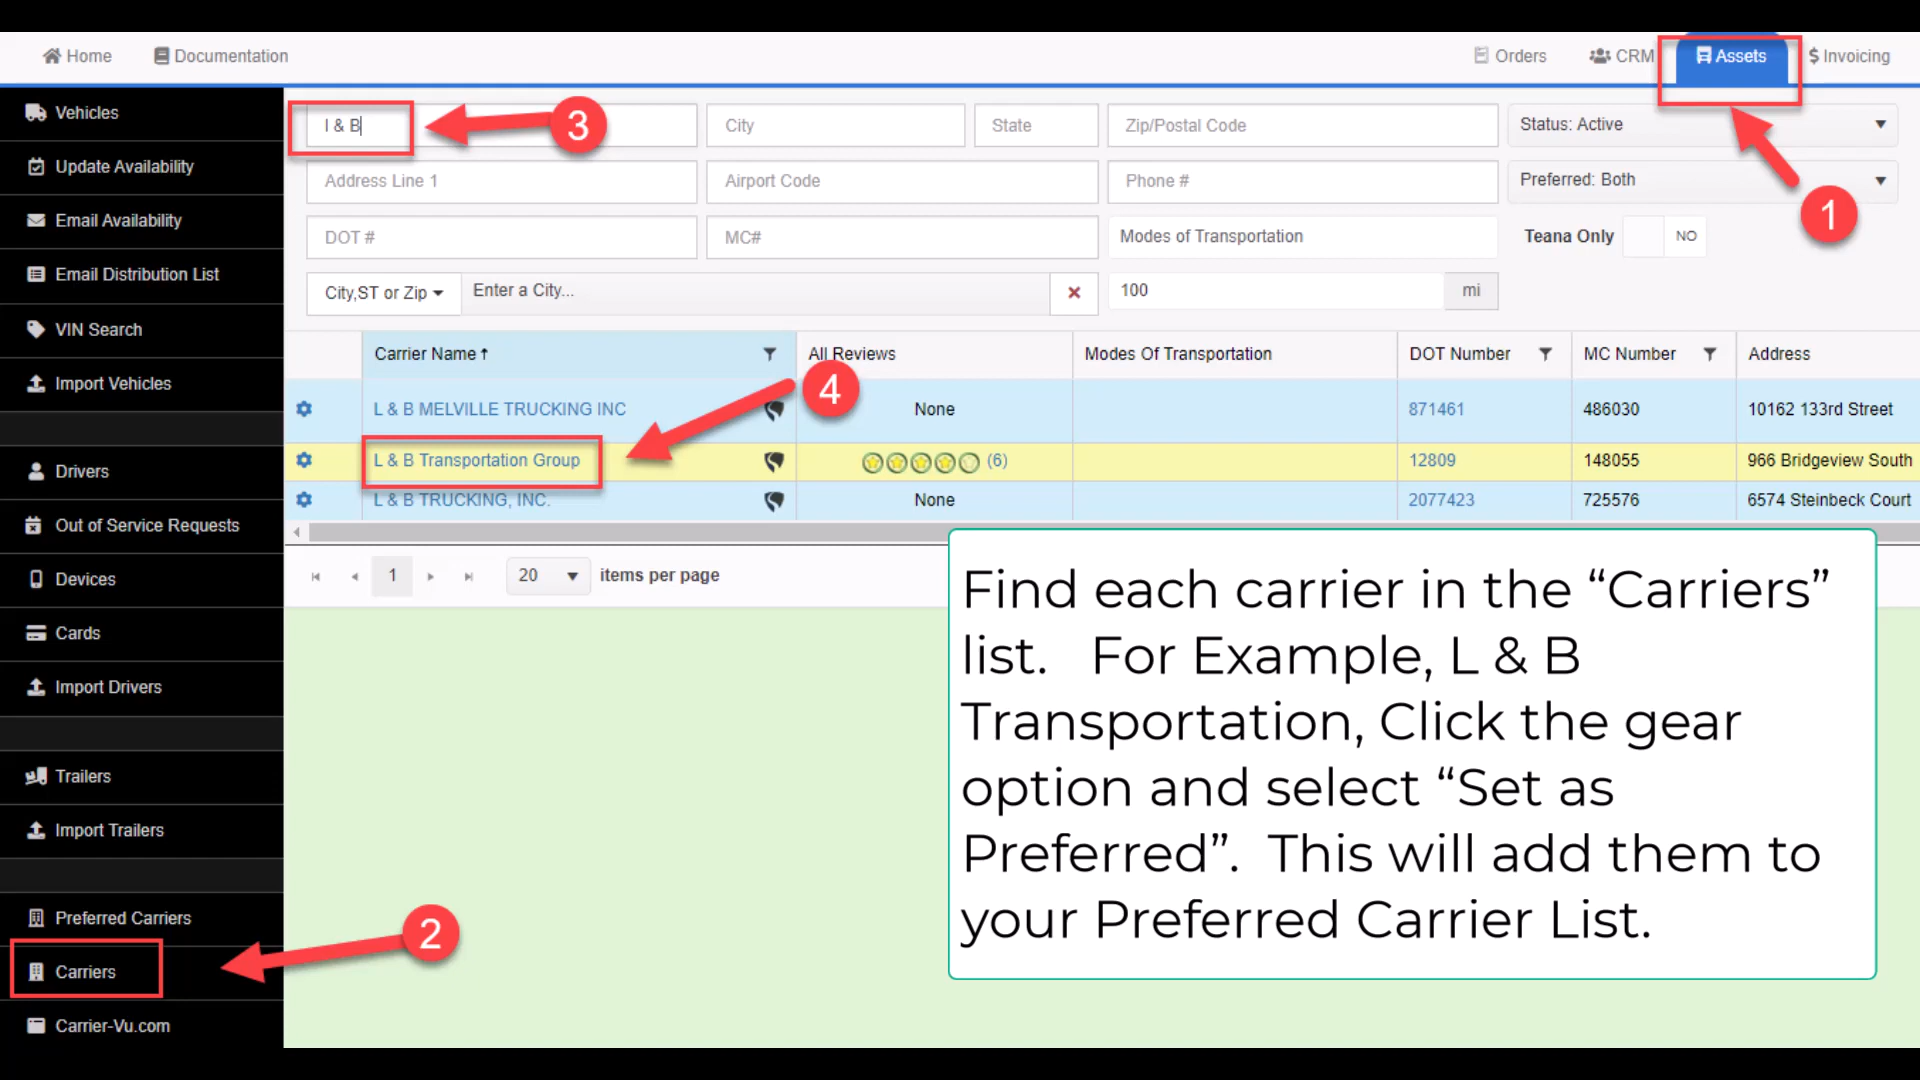 Home
Documentation
Orders
CRM
Assets
$ Invoicing
Vehicles
Update Availability
Email Availability
Email Distribution List
VIN Search
Import Vehicles
Drivers
Out of Service Requests
Devices
Cards
Import Drivers
Trailers
Import Trailers
Preferred Carriers
Carriers
Carrier-Vu.com
l & B
City
State
Zip/Postal Code
Status: Active
Address Line 1
Airport Code
Phone #
Preferred: Both
DOT #
MC#
Modes of Transportation
Teana Only
NO
City,ST or Zip
Enter a City...
100
mi
Carrier Name
All Reviews
Modes Of Transportation
DOT Number
MC Number
Address
L & B MELVILLE TRUCKING INC
None
871461
486030
10162 133rd Street
L & B Transportation Group
(6)
12809
148055
966 Bridgeview South
L & B TRUCKING, INC.
None
2077423
725576
6574 Steinbeck Court
1
20
items per page
1
2
3
4
Find each carrier in the “Carriers”
list. For Example, L & B
Transportation, Click the gear
option and select “Set as
Preferred”. This will add them to
your Preferred Carrier List.